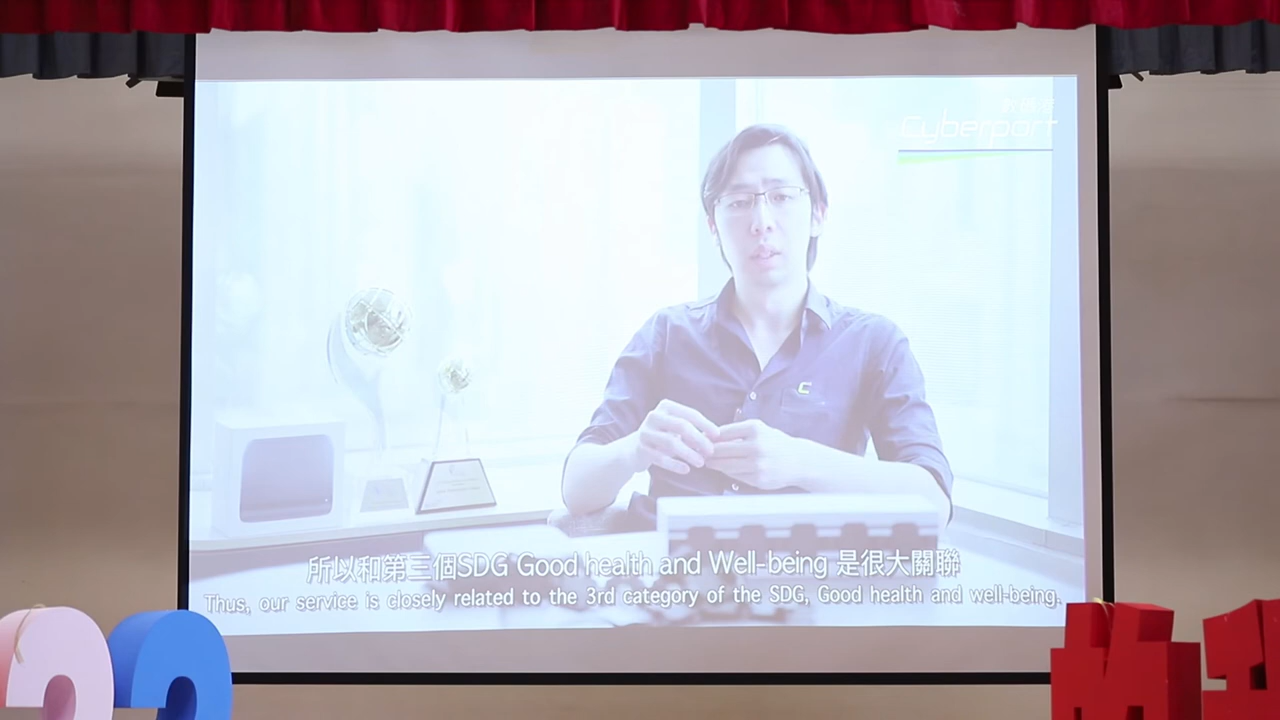 數碼港
Cyberport
C
所以和第三個SDG Good health and Well-being 是很大關聯
Thus, our service is closely related to the 3rd category of the SDG, Good health and well-being.
22